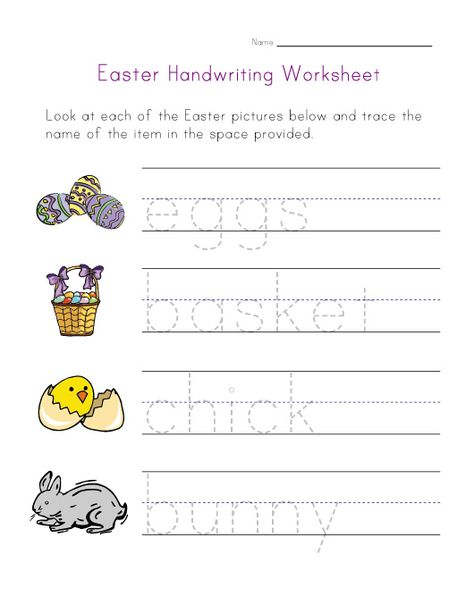 Name
Easter Handwriting Worksheet
Look at each of the Easter pictures below and trace the
name of the item in the space provided.
eggs
basket
chick
bunny